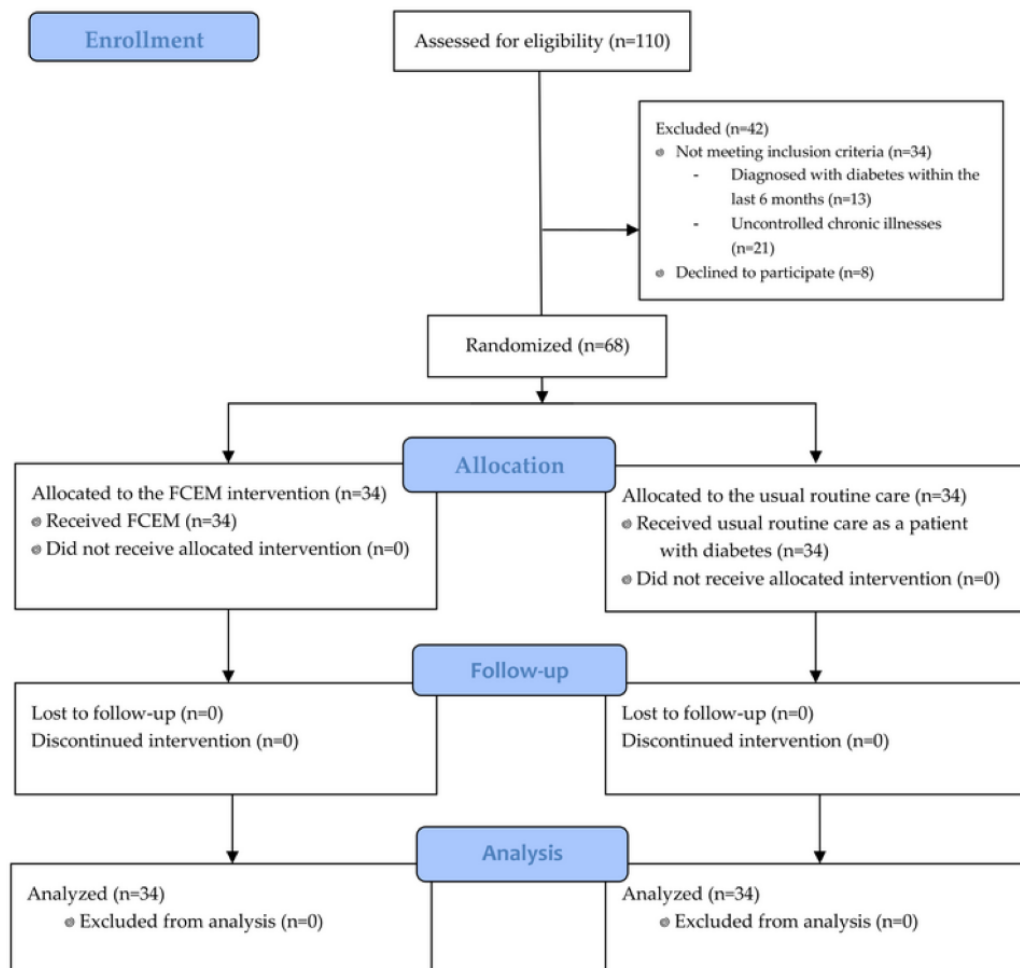 Enrollment
Assessed for eligibility (n=110)
Excluded (n=42)
Not meeting inclusion criteria (n=34)
- Diagnosed with diabetes within the
last 6 months (n=13)
- Uncontrolled chronic illnesses
(n=21)
Declined to participate (n=8)
Randomized (n=68)
Allocation
Allocated to the FCEM intervention (n=34)
Received FCEM (n=34)
Did not receive allocated intervention (n=0)
Allocated to the usual routine care (n=34)
Received usual routine care as a patient
with diabetes (n=34)
Did not receive allocated intervention (n=0)
Follow-up
Lost to follow-up (n=0)
Discontinued intervention (n=0)
Lost to follow-up (n=0)
Discontinued intervention (n=0)
Analysis
Analyzed (n=34)
Excluded from analysis (n=0)
Analyzed (n=34)
Excluded from analysis (n=0)